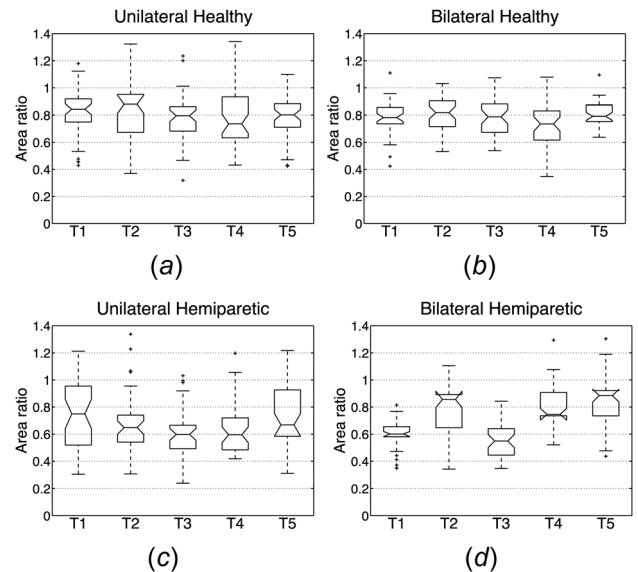 Unilateral Healthy
Area ratio
1.4
1.2
1
0.8
0.6
0.4
0.2
0
T1 T2 T3 T4 T5
(a)
Bilateral Healthy
Area ratio
1.4
1.2
1
0.8
0.6
0.4
0.2
0
T1 T2 T3 T4 T5
(b)
Unilateral Hemiparetic
Area ratio
1.4
1.2
1
0.8
0.6
0.4
0.2
0
T1 T2 T3 T4 T5
(c)
Bilateral Hemiparetic
Area ratio
1.4
1.2
1
0.8
0.6
0.4
0.2
0
T1 T2 T3 T4 T5
(d)